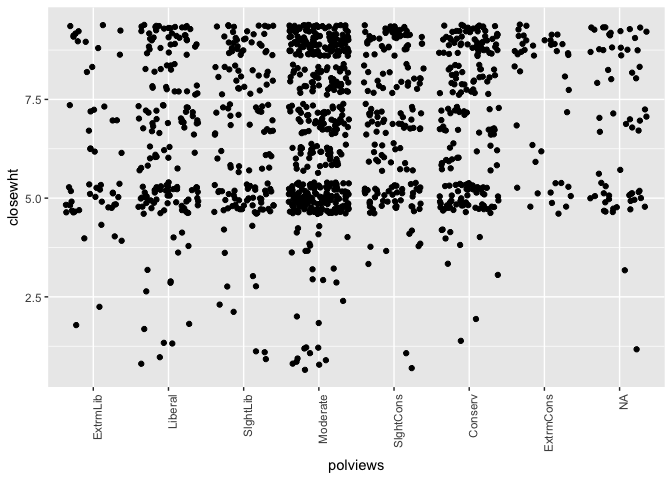 closewht
7.5
5.0
2.5
ExtrmLib
Liberal
SlghtLib
Moderate
SlghtCons
Conserv
ExtrmCons
NA
polviews